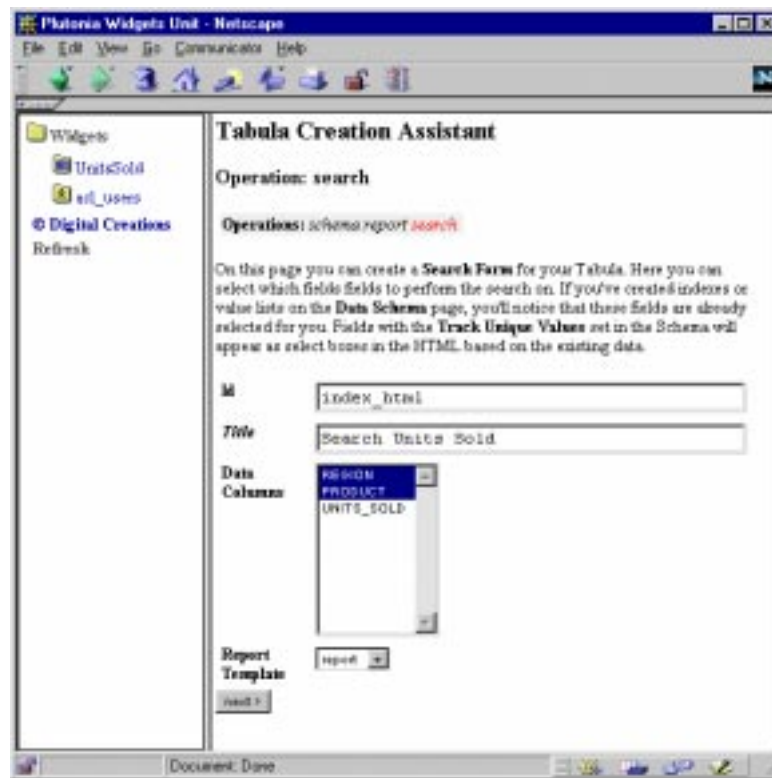 Plutonia Widgets Unit - Netscape
File Edit View Go Communicator Help
Widgets
UnitsSold
acl_users
© Digital Creations
Refresh
Tabula Creation Assistant
Operation: search
Operations: schema report search
On this page you can create a Search Form for your Tabula. Here you can
select which fields fields to perform the search on. If you've created indexes or
value lists on the Data Schema page, you'll notice that these fields are already
selected for you. Fields with the Track Unique Values set in the Schema will
appear as select boxes in the HTML based on the existing data.
Id
index_html
Title
Search Units Sold
Data
Columns
REGION
PRODUCT
UNITS_SOLD
Report
Template
report
next >
Document: Done